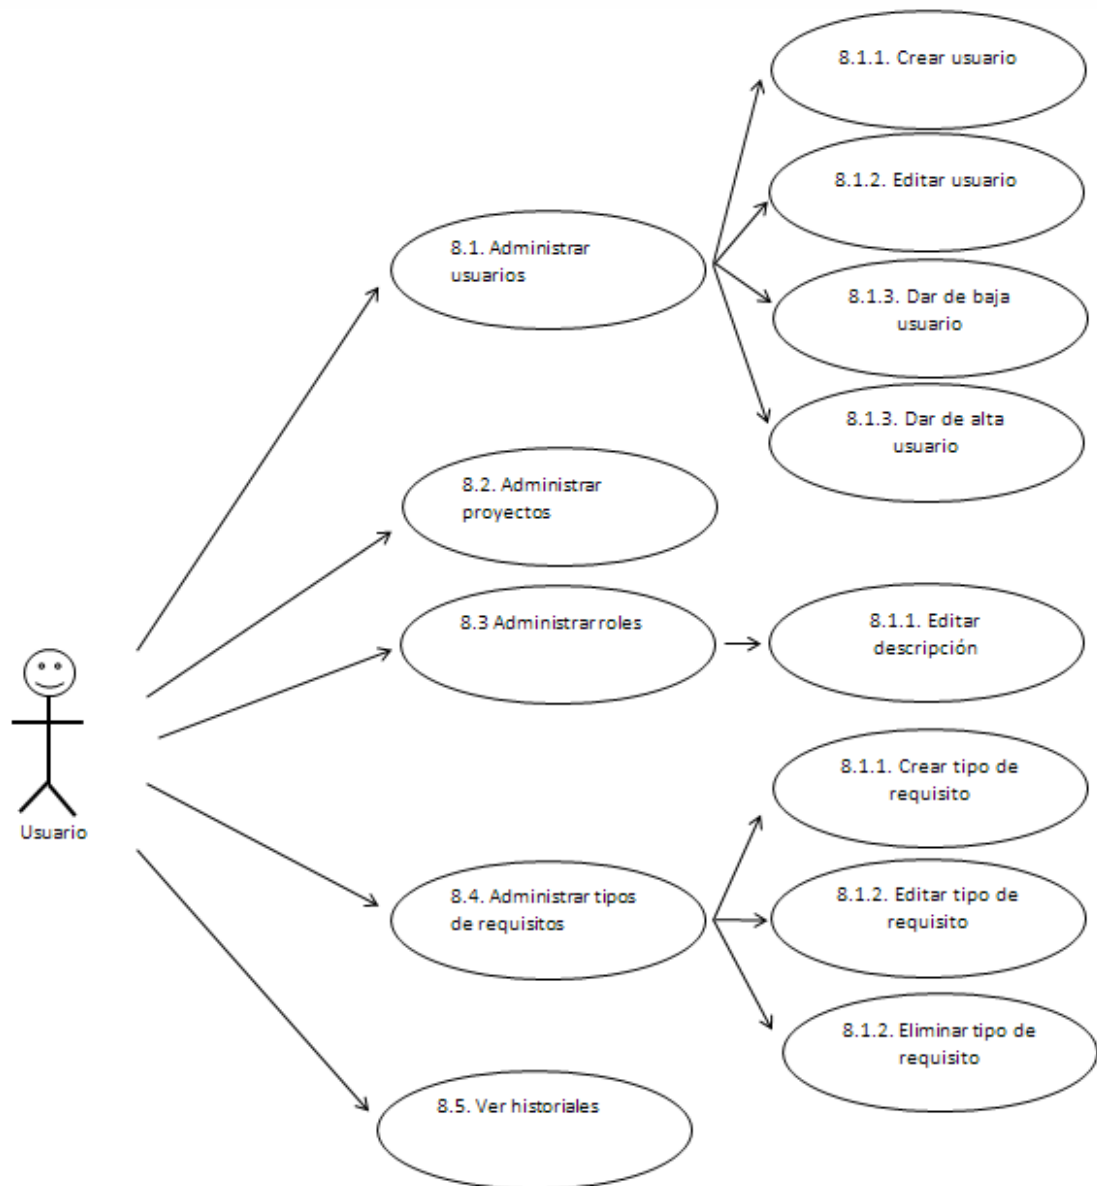 8.1.1. Crear usuario
8.1.2. Editar usuario
8.1. Administrar
usuarios
8.1.3. Dar de baja
usuario
8.1.3. Dar de alta
usuario
8.2. Administrar
proyectos
8.3 Administrar roles
8.1.1. Editar
descripción
Usuario
8.1.1. Crear tipo de
requisito
8.4. Administrar tipos
de requisitos
8.1.2. Editar tipo de
requisito
8.1.2. Eliminar tipo de
requisito
8.5. Ver historiales